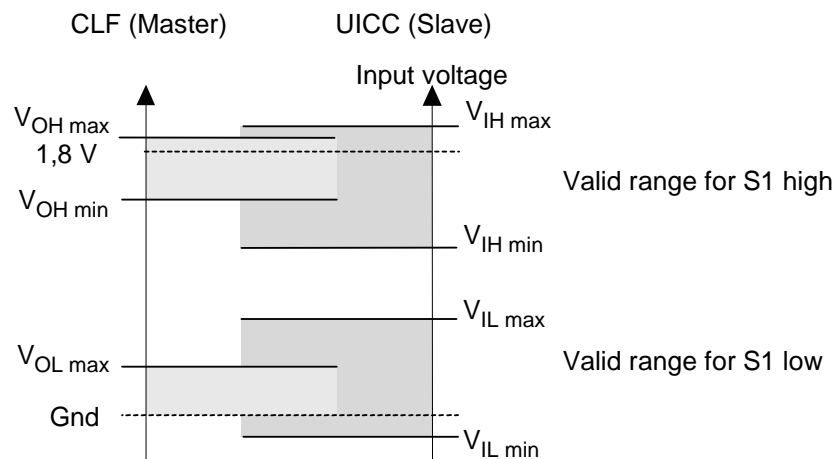 CLF (Master) UICC (Slave)
Input voltage
VOH max
VIH max
1,8 V
Valid range for S1 high
VOH min
VIH min
VIL max
VOL max
Valid range for S1 low
Gnd
VIL min